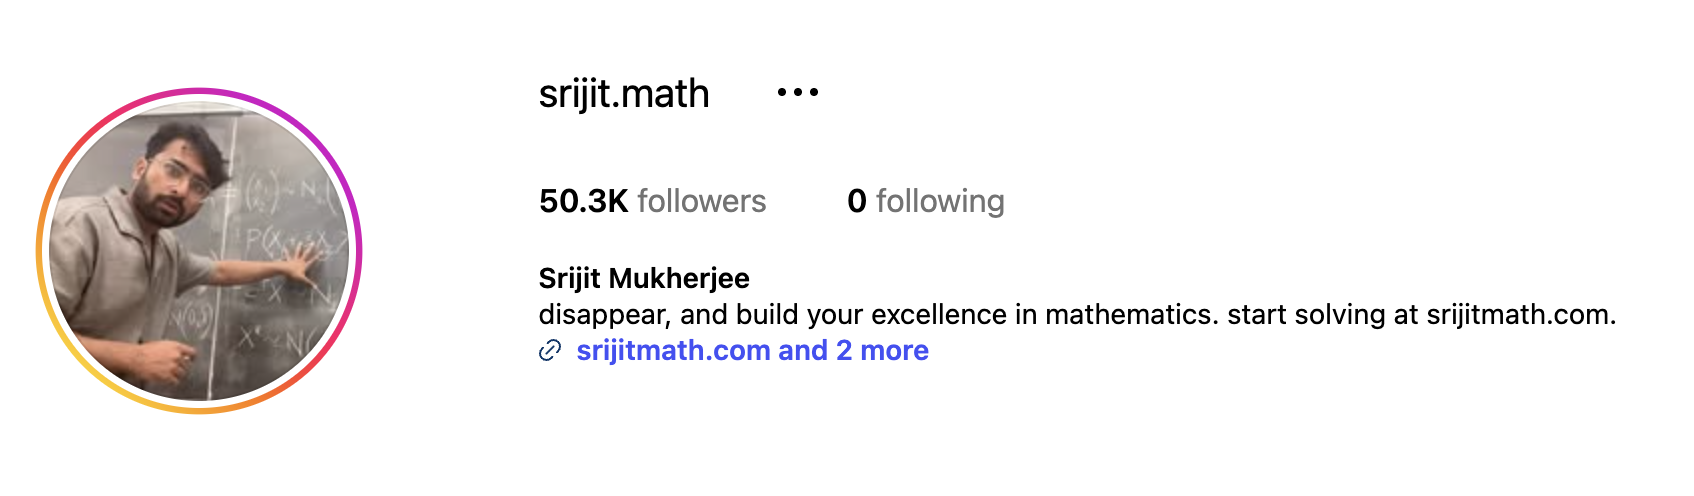 srijit.math
50.3K followers 0 following
Srijit Mukherjee
disappear, and build your excellence in mathematics. start solving at srijitmath.com.
srijitmath.com and 2 more
P(X
N(0,